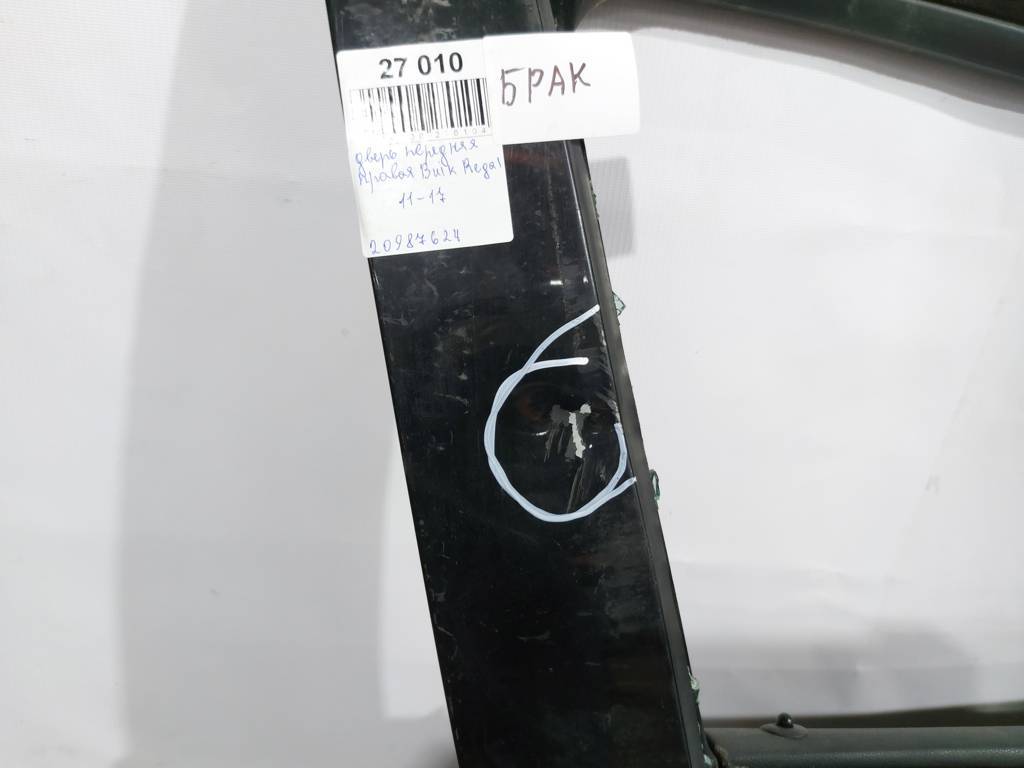 27 010
БРАК
дверь передняя
правая Buik Regal
11-17
20987624